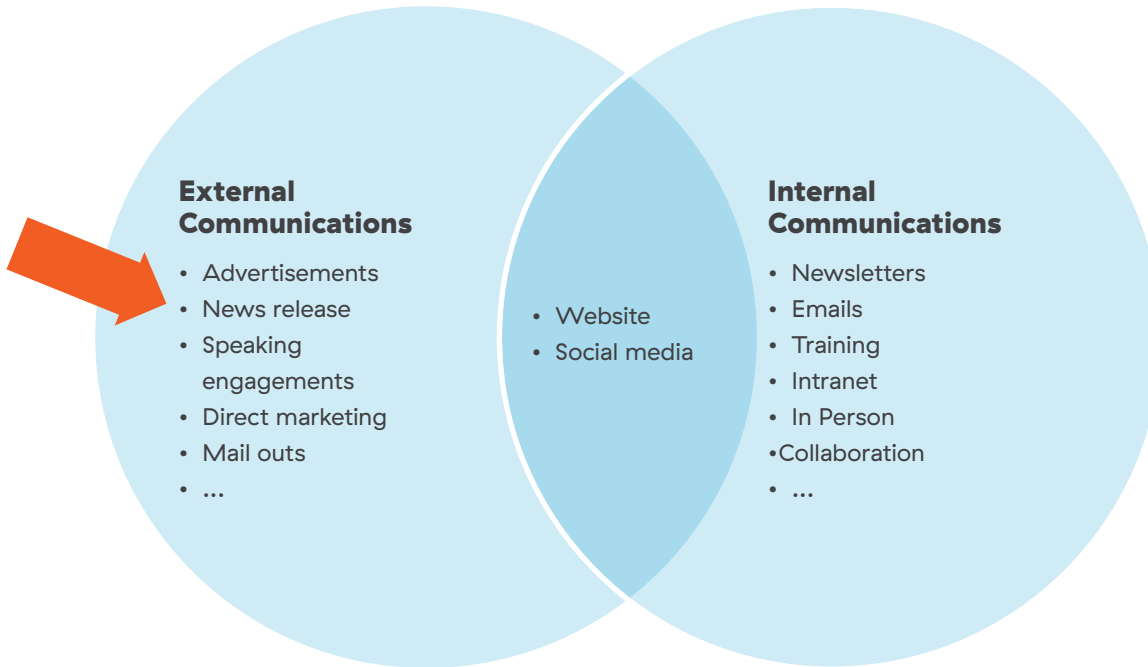 External
Communications
• Advertisements
• News release
• Speaking
engagements
• Direct marketing
• Mail outs
• ...
• Website
• Social media
Internal
Communications
• Newsletters
• Emails
• Training
• Intranet
• In Person
•Collaboration
• ...